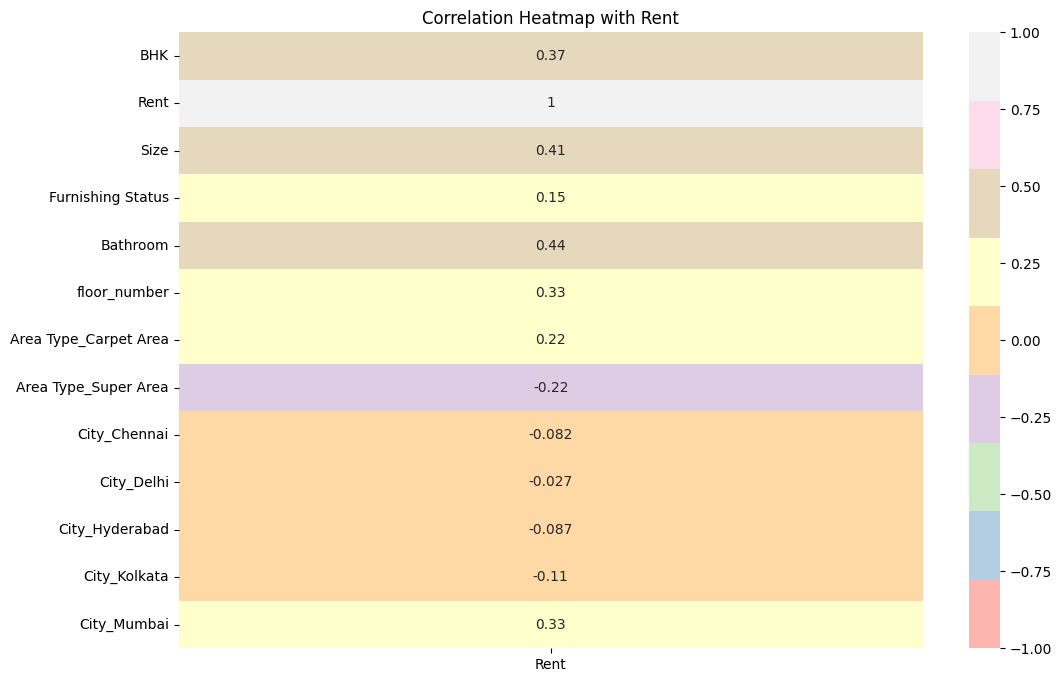 Correlation Heatmap with Rent
BHK 0.37
Rent 1
Size 0.41
Furnishing Status 0.15
Bathroom 0.44
floor_number 0.33
Area Type_Carpet Area 0.22
Area Type_Super Area -0.22
City_Chennai -0.082
City_Delhi -0.027
City_Hyderabad -0.087
City_Kolkata -0.11
City_Mumbai 0.33
Rent
1.00
0.75
0.50
0.25
0.00
−0.25
−0.50
−0.75
−1.00